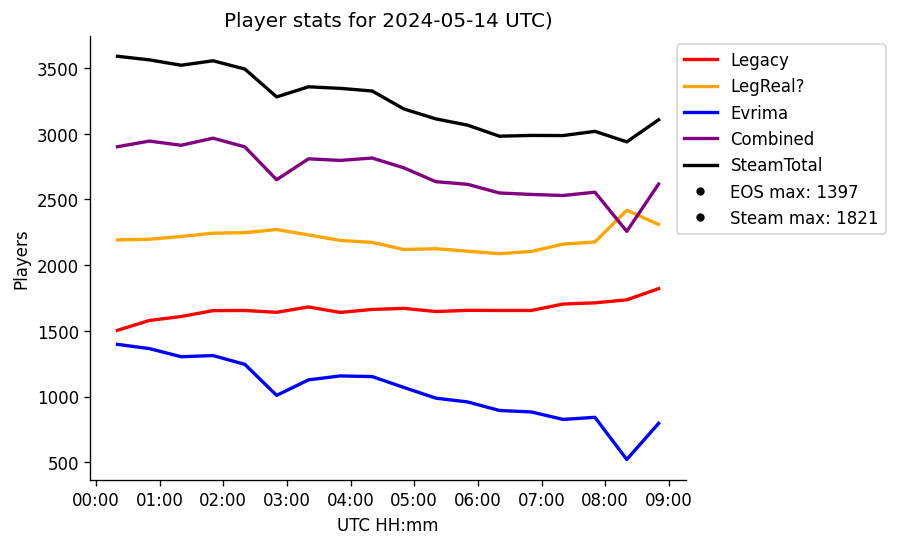 Player stats for 2024-05-14 UTC)
Legacy
LegReal?
Evrima
Combined
SteamTotal
EOS max: 1397
Steam max: 1821
Players
3500
3000
2500
2000
1500
1000
500
00:00 01:00 02:00 03:00 04:00 05:00 06:00 07:00 08:00 09:00
UTC HH:mm